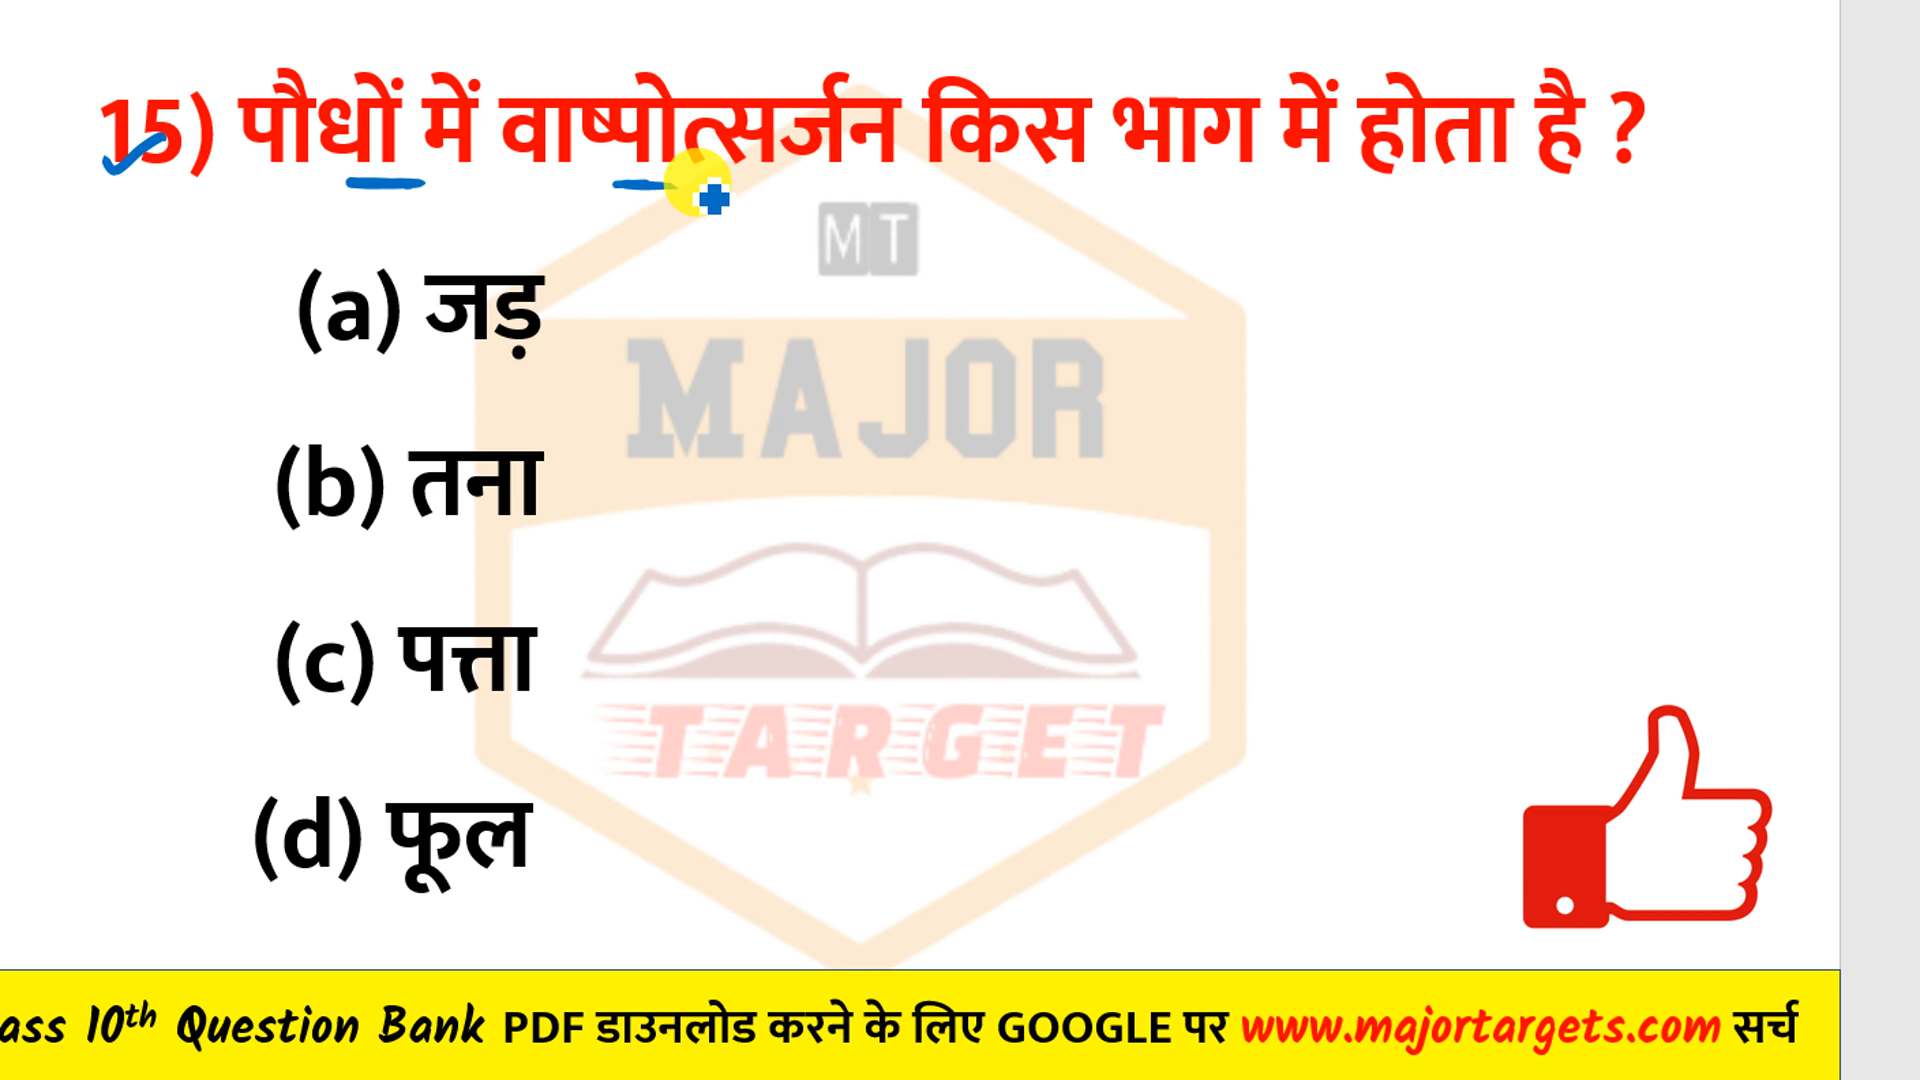 15) पौधों में वाष्पोत्सर्जन किस भाग में होता है ?
MT
(a) जड़
MAJOR
(b) तना
(c) पत्ता
TARGET
(d) फूल
ass 10th Question Bank PDF डाउनलोड करने के लिए GOOGLE पर www.majortargets.com सर्च